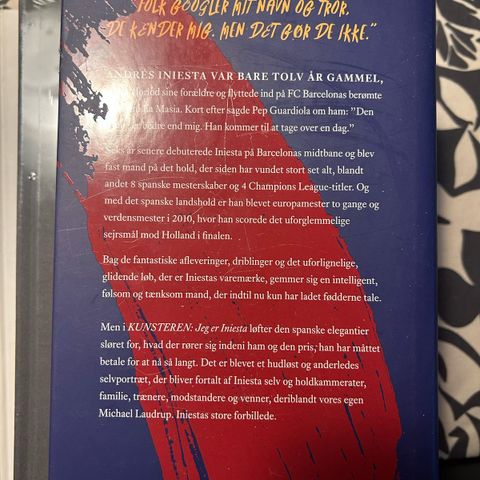 FOLK GOOGLER MIT NAVN OG TROR,
DE KENDER MIG. MEN DET GØR DE IKKE."
ANDRÉS INIESTA VAR BARE TOLV ÅR GAMMEL,
sine forældre og flyttede ind på FC Barcelonas berømte
Masia. Kort efter sagde Pep Guardiola om ham: "Den
bedre end mig. Han kommer til at tage over en dag."
Seks år senere debuterede Iniesta på Barcelonas midtbane og blev
fast mand på det hold, der siden har vundet stort set alt, blandt
andet 8 spanske mesterskaber og 4 Champions League-titler. Og
med det spanske landshold er han blevet europamester to gange og
verdensmester i 2010, hvor han scorede det uforglemmelige
sejrsmål mod Holland i finalen.
Bag de fantastiske afleveringer, driblinger og det uforlignelige,
glidende løb, der er Iniestas varemærke, gemmer sig en intelligent,
følsom og tænksom mand, der indtil nu kun har ladet fødderne tale.
Men i KUNSTEREN: Jeg er Iniesta løfter den spanske elegantier
sløret for, hvad der rører sig indeni ham og den pris, han har måttet
betale for at nå så langt. Det er blevet et hudløst og anderledes
selvportræt, der bliver fortalt af Iniesta selv og holdkammerater,
familie, trænere, modstandere og venner, deriblandt vores egen
Michael Laudrup. Iniestas store forbillede.